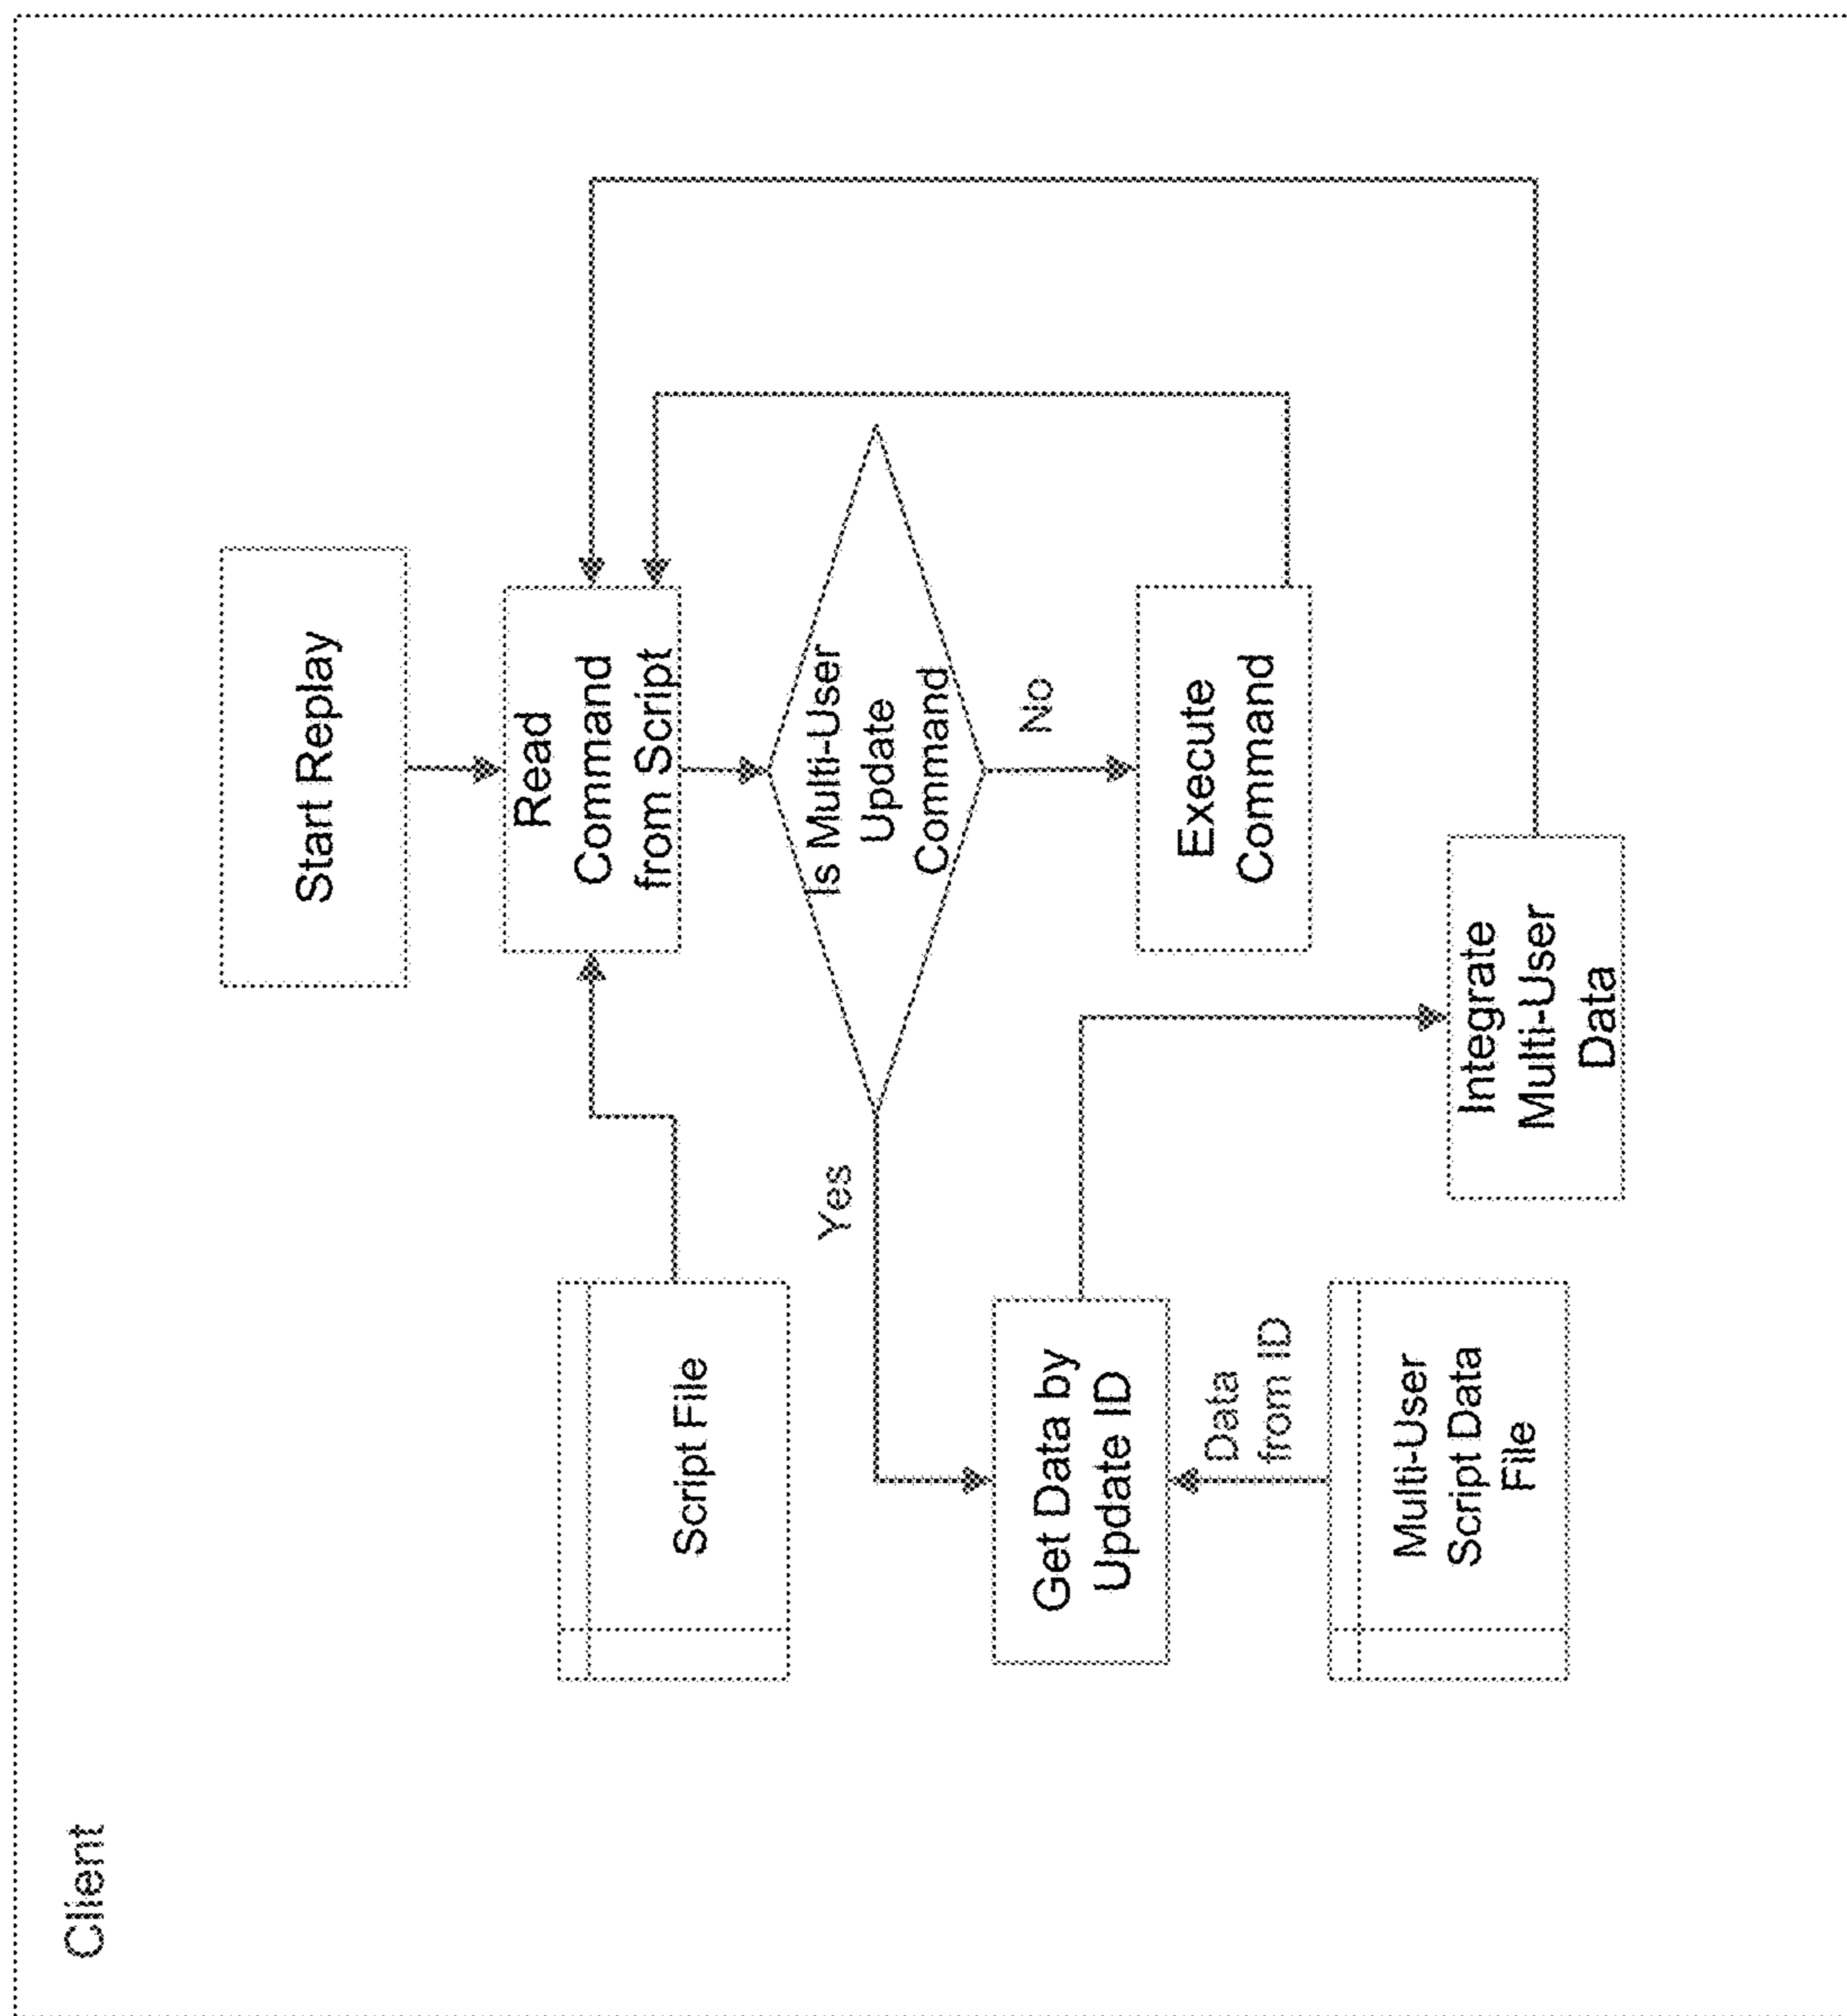 Client
Start Replay
Script File
Read
Command
from Script
Yes
Is Multi-User
Update
Command
No
Get Data by
Update ID
Execute
Command
Data
from ID
Multi-User
Script Data
File
Integrate
Multi-User
Data